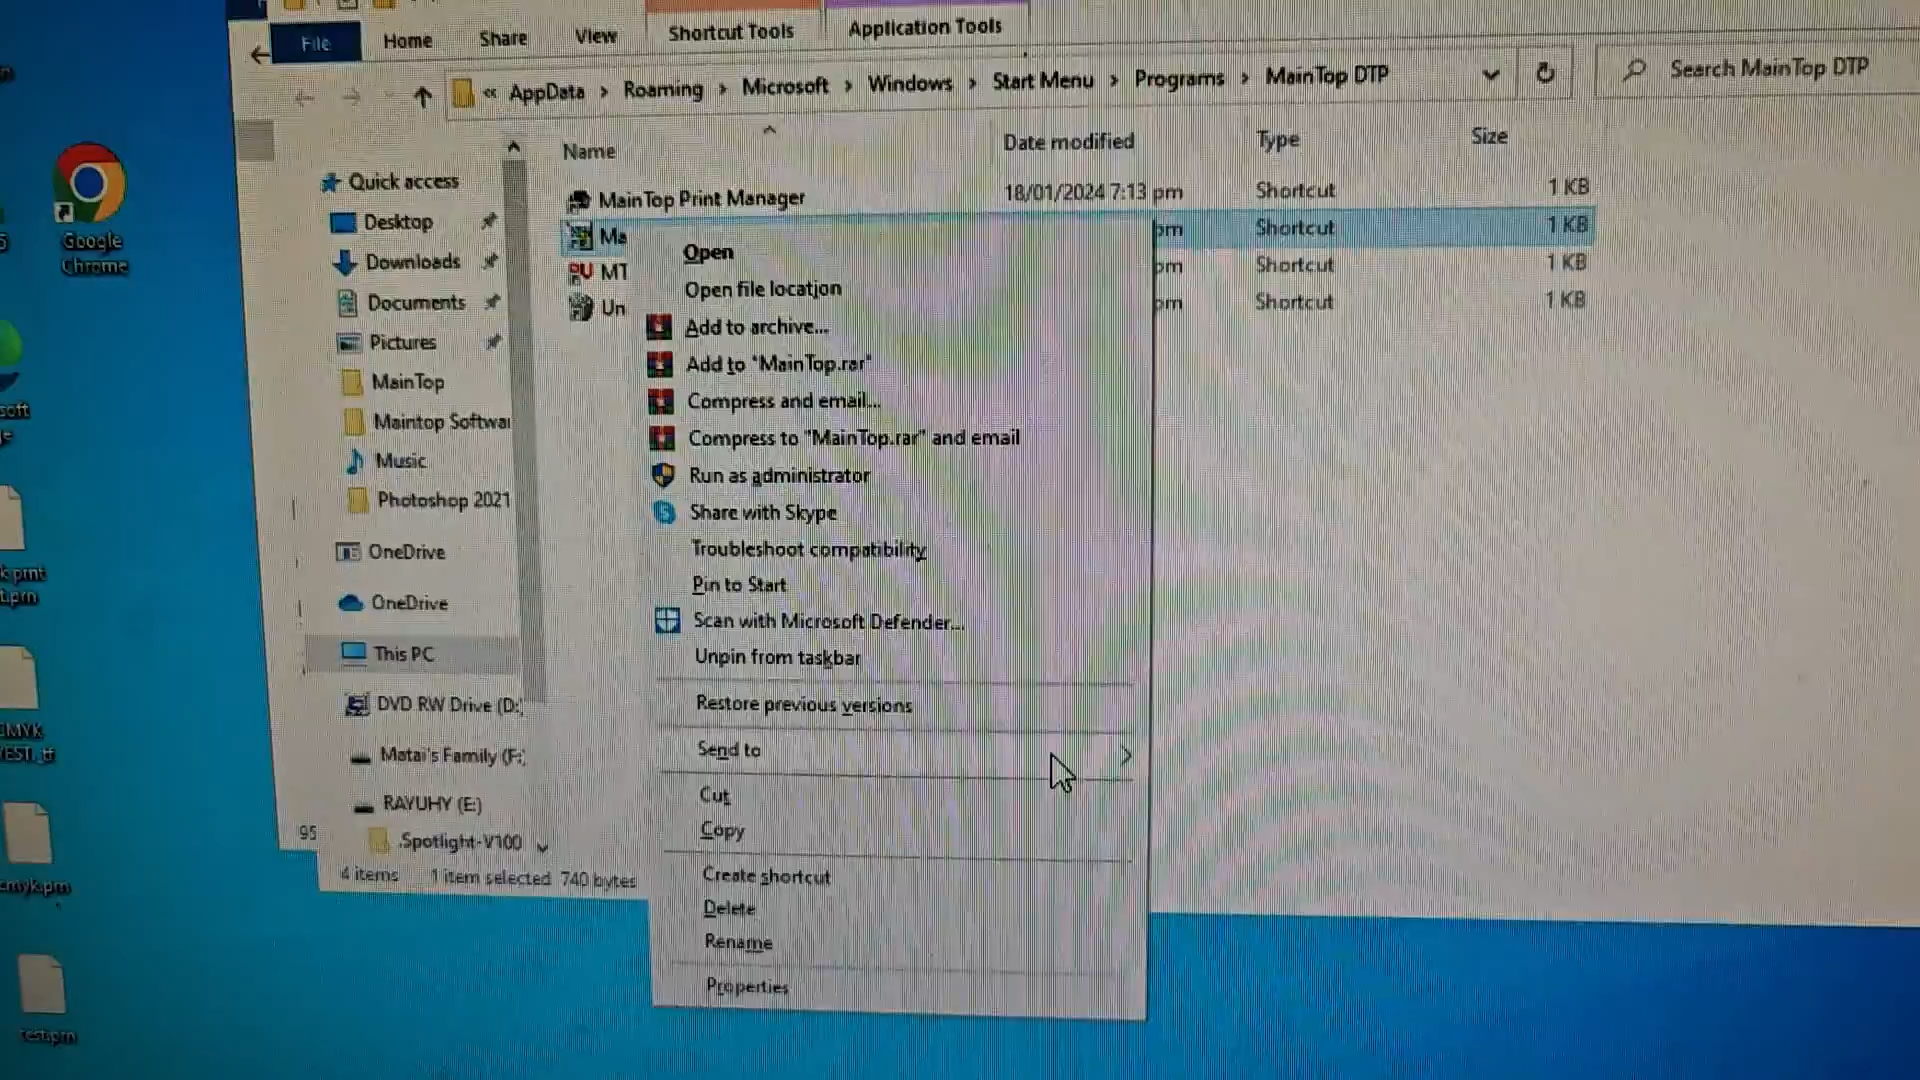 Shortcut Tools
Application Tools
File
Home
Share
View
« AppData > Roaming > Microsoft > Windows > Start Menu > Programs > MainTop DTP
Search MainTop DTP
Name
Date modified
Type
Size
Quick access
Desktop
Downloads
Documents
Pictures
MainTop
Maintop Softwar
Music
Photoshop 2021
OneDrive
OneDrive
This PC
DVD RW Drive (D:)
Matai's Family (F:
RAYUHY (E:)
.Spotlight-V100
MainTop Print Manager
18/01/2024 7:13 pm
Shortcut
1 KB
Ma
pm
Shortcut
1 KB
MT
pm
Shortcut
1 KB
Un
pm
Shortcut
1 KB
Open
Open file location
Add to archive...
Add to "MainTop.rar"
Compress and email...
Compress to "MainTop.rar" and email
Run as administrator
Share with Skype
Troubleshoot compatibility
Pin to Start
Scan with Microsoft Defender...
Unpin from taskbar
Restore previous versions
Send to
Cut
Copy
Create shortcut
Delete
Rename
Properties
95
4 items
1 item selected 740 bytes
Google
Chrome